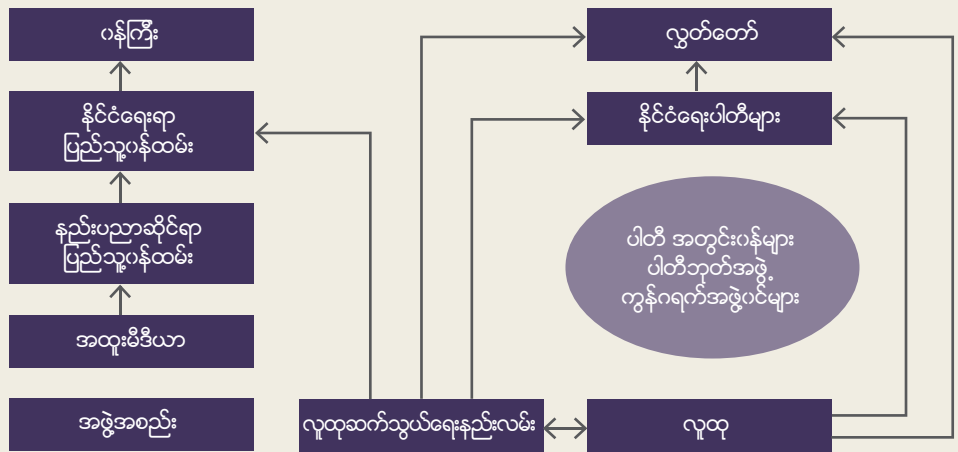 ဝန်ကြီး
နိုင်ငံရေးရာ
ပြည်သူ့ဝန်ထမ်း
နည်းပညာဆိုင်ရာ
ပြည်သူ့ဝန်ထမ်း
အထူးမီဒီယာ
အဖွဲ့အစည်း
လူထုဆက်သွယ်ရေးနည်းလမ်း
လွှတ်တော်
နိုင်ငံရေးပါတီများ
ပါတီ အတွင်းဝန်များ
ပါတီဘုတ်အဖွဲ့
ကွန်ဂရက်အဖွဲ့ဝင်များ
လူထု